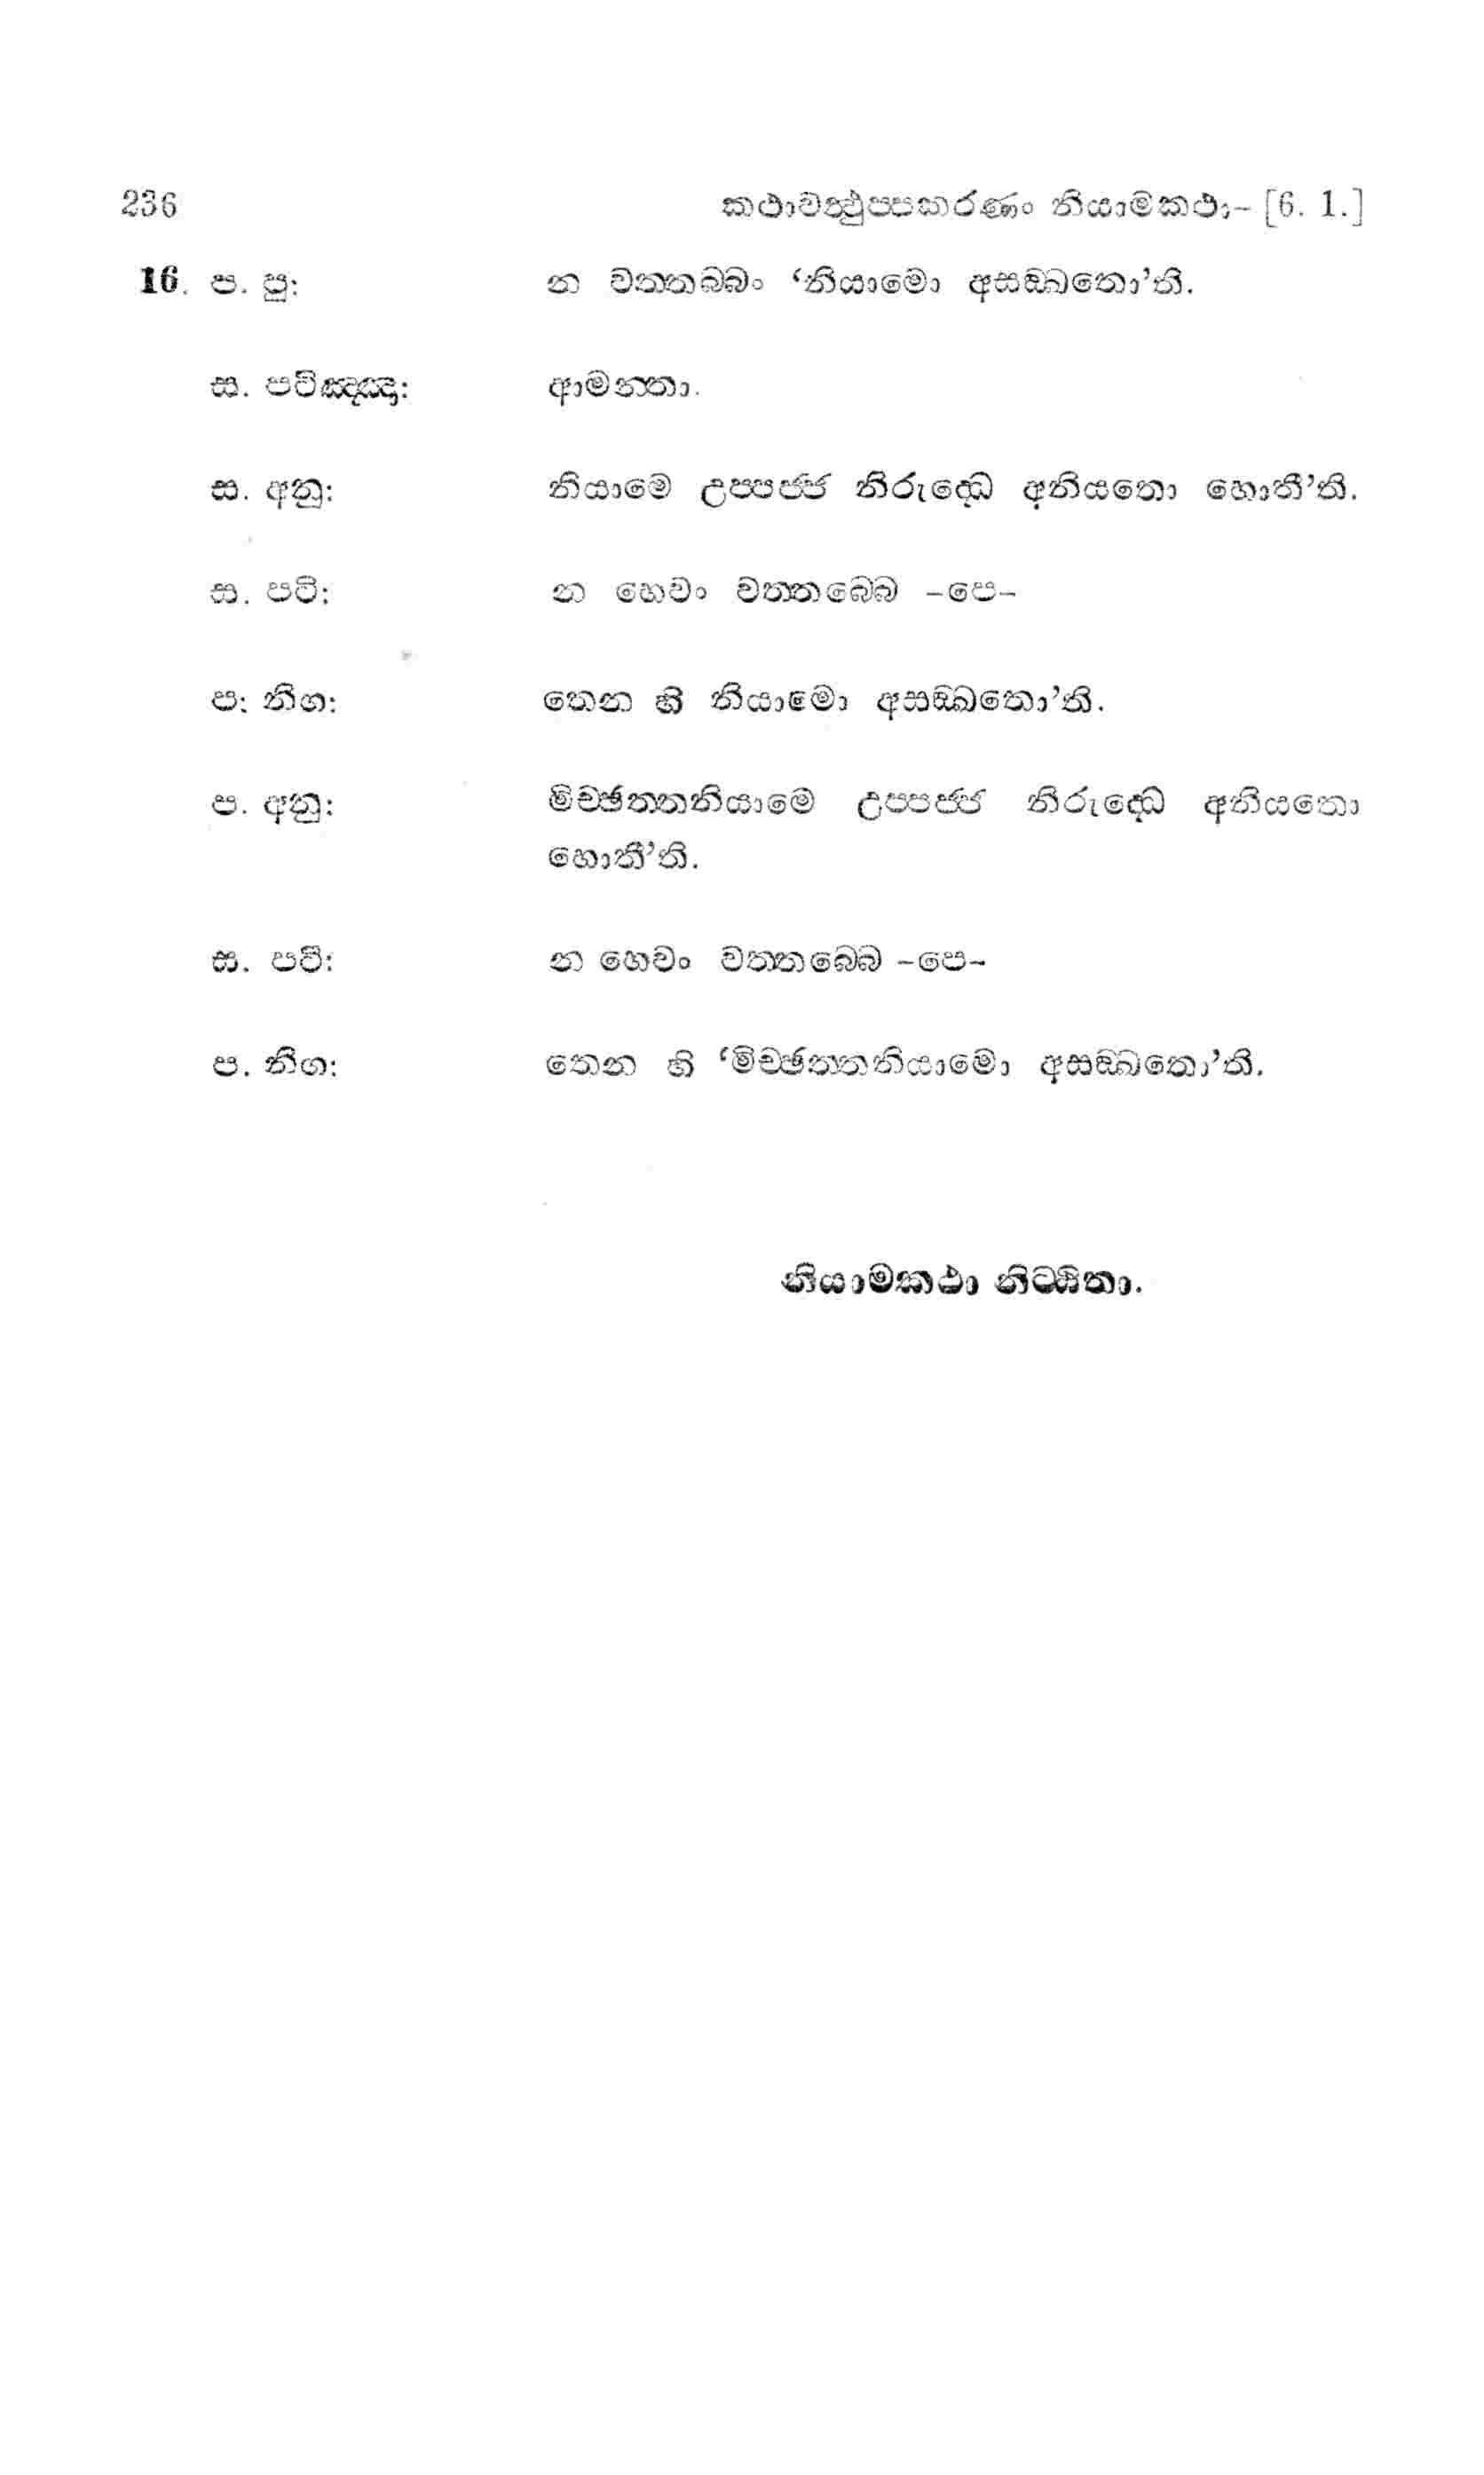 236 කථාවත්‍ථුප‍්පකරණං නියාමකථා- [6. 1.]
16. ප. පු: න වත‍්තබ‍්බං ‘නියාමො අසඞ‍්ඛතො’ති.
ස. පටිඤ‍්ඤා: ආමන‍්තා.
ස. අනු: නියාමෙ උප‍්පජ‍්ජ නිරුද‍්ධෙ අනියතො හොතී’ති.
ස. පටි: න හෙවං වත‍්තබ‍්බෙ -පෙ-
ප: නිග: තෙන හි නියාමො අසඞ‍්ඛතො’ති.
ප. අනු: මිච‍්ඡත‍්තනියාමෙ උප‍්පජ‍්ජ නිරුද‍්ධෙ අනියතො
හොතී’ති.
ස. පටි: න හෙවං වත‍්තබ‍්බෙ -පෙ-
ප. නිග: තෙන හි ‘මිච‍්ඡත‍්තනියාමො අසඞ‍්ඛතො’ති.
නියාමකථා නිට‍්ඨිතා.